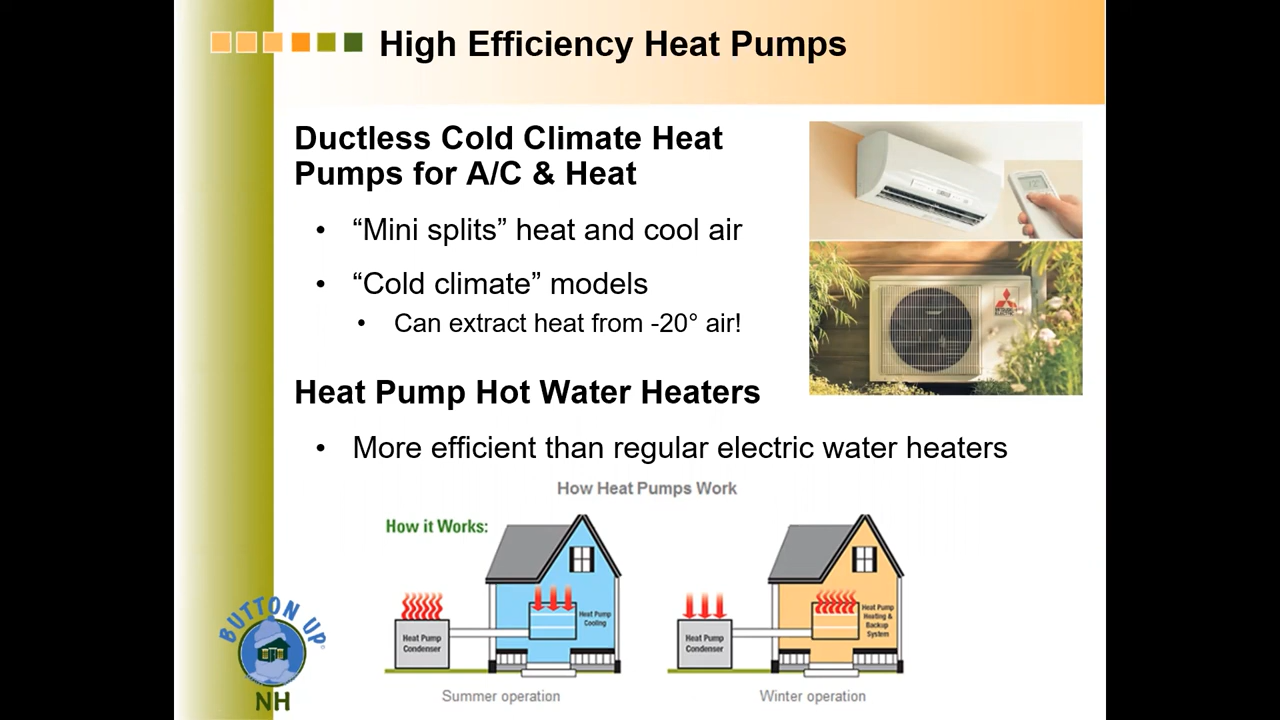 High Efficiency Heat Pumps
Ductless Cold Climate Heat
Pumps for A/C & Heat
• “Mini splits” heat and cool air
• “Cold climate” models
• Can extract heat from -20° air!
Heat Pump Hot Water Heaters
• More efficient than regular electric water heaters
How Heat Pumps Work
How it Works:
Heat Pump
Cooling
Heat Pump
Condenser
Summer operation
Heat Pump
Heating &
Backup
System
Heat Pump
Condenser
Winter operation
BUTTON UP
NH